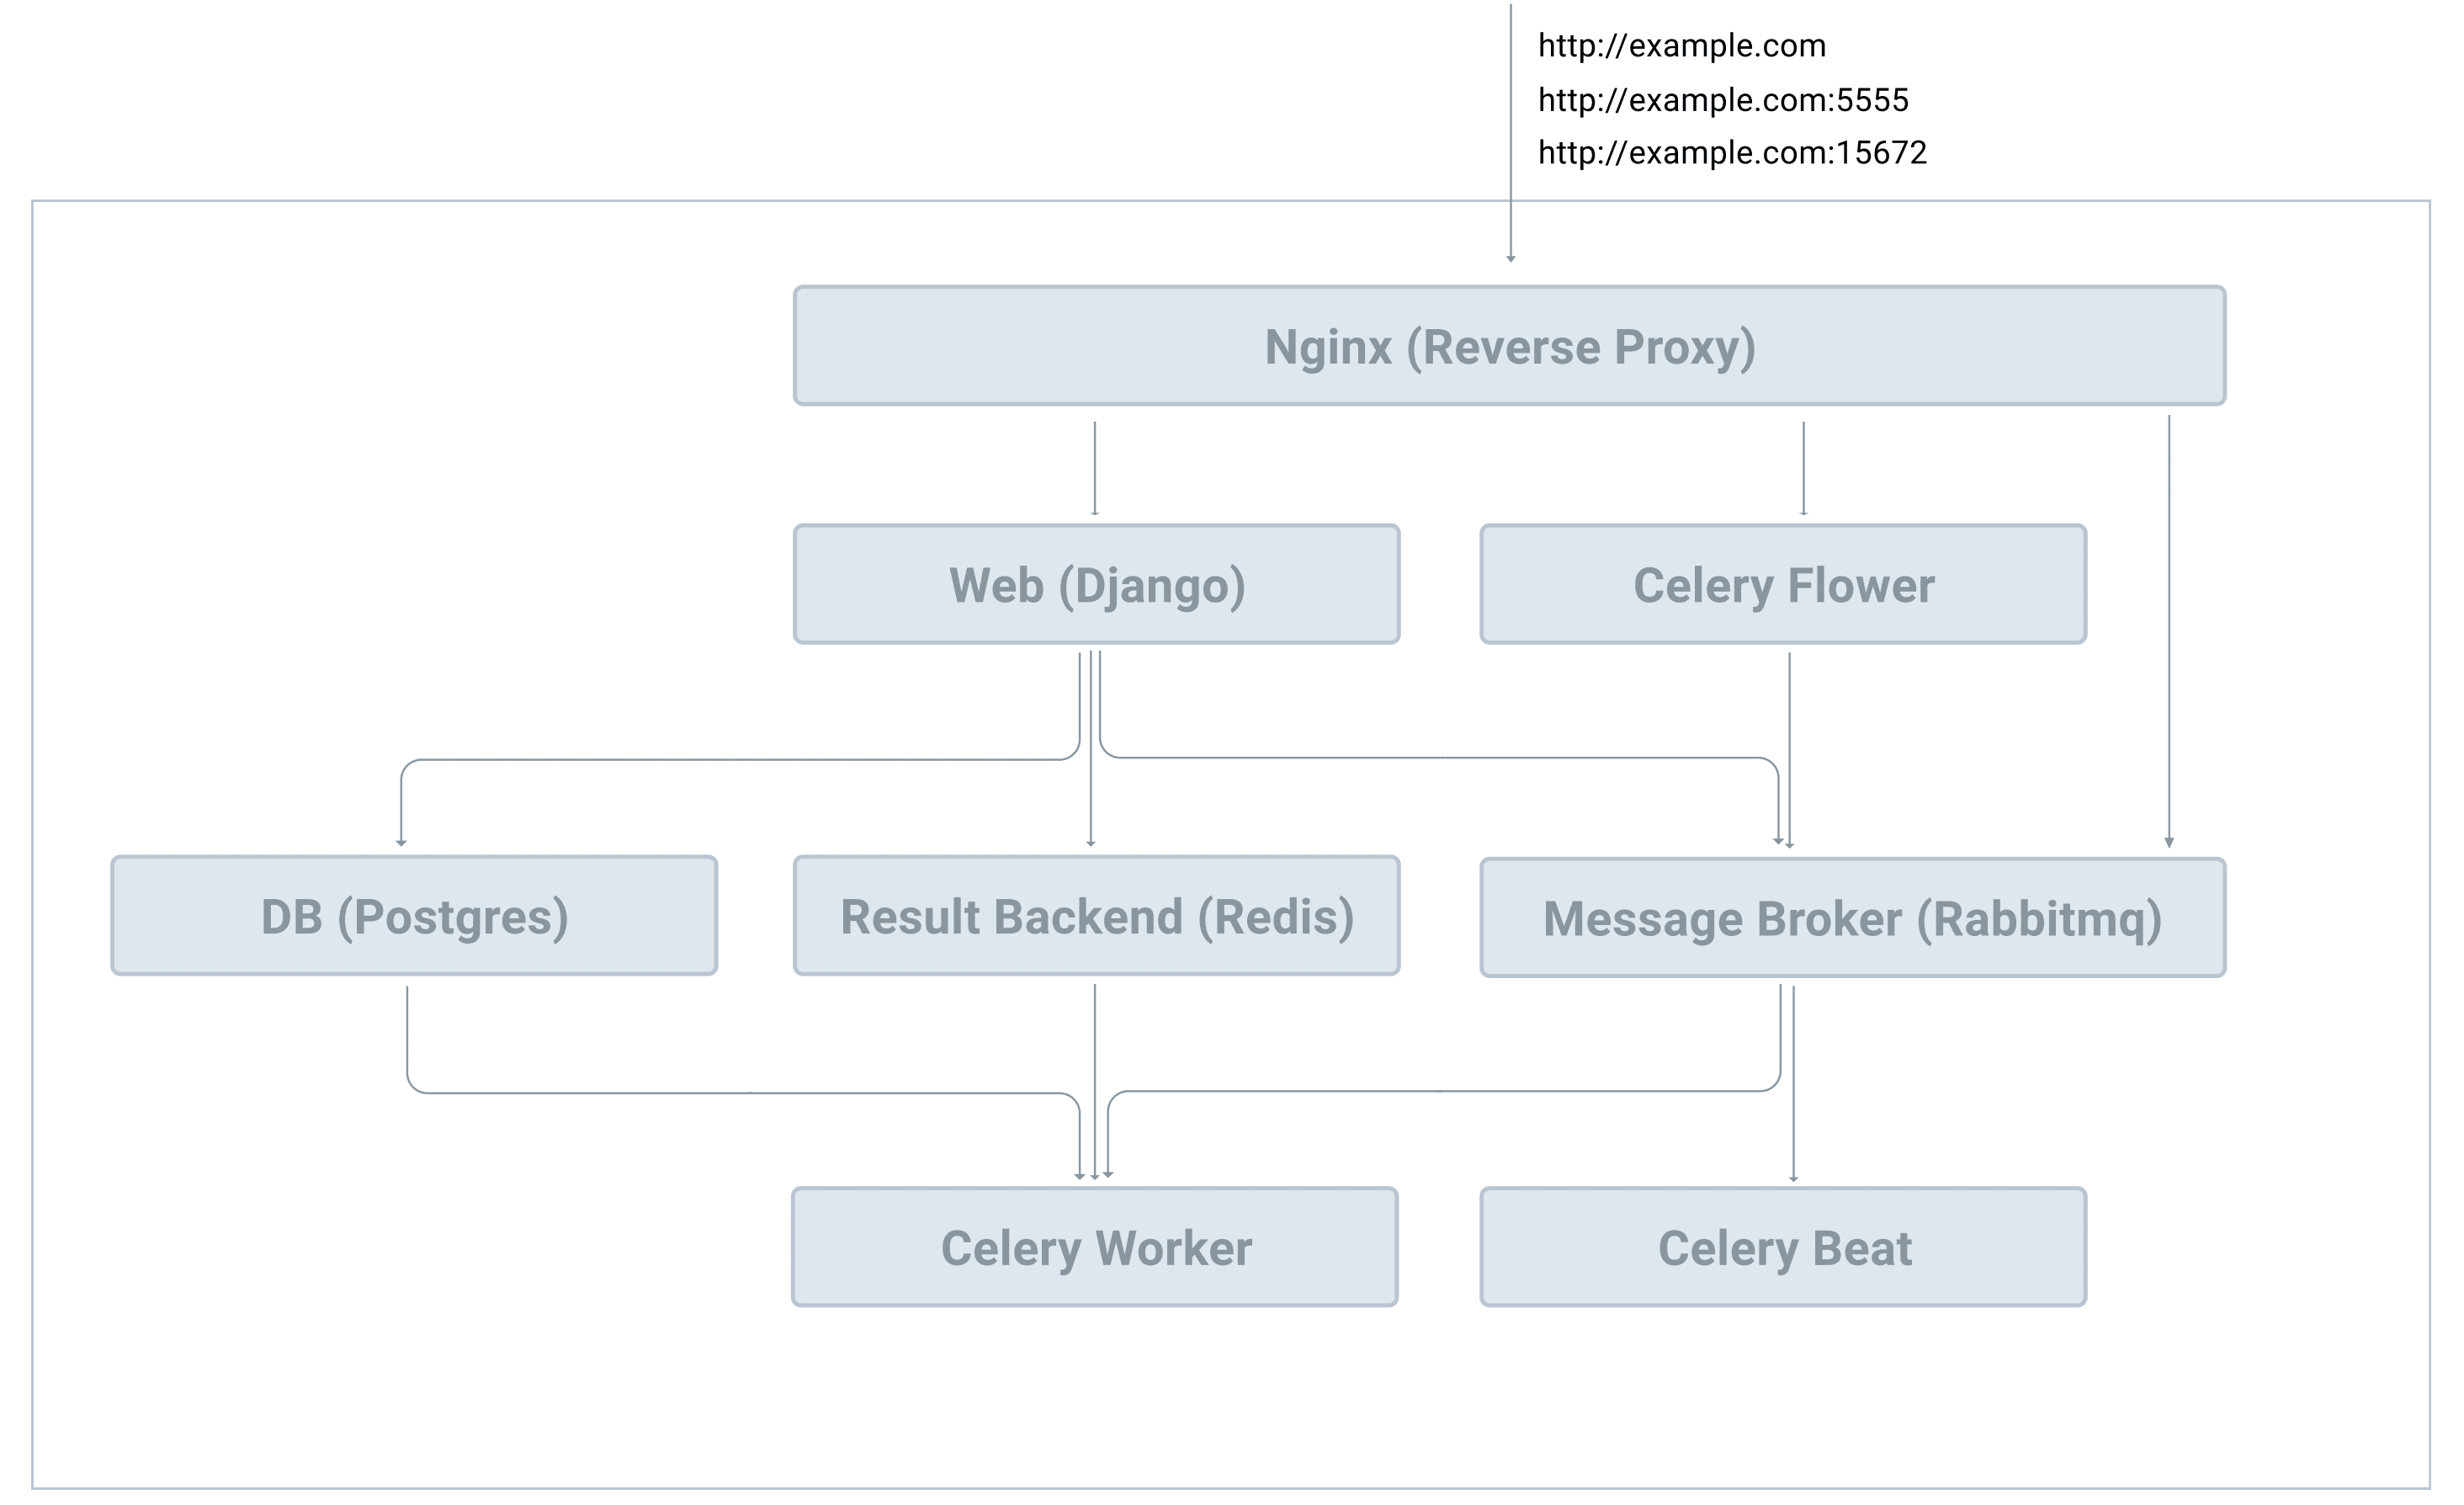 http://example.com
http://example.com:5555
http://example.com:15672
Nginx (Reverse Proxy)
Web (Django)
Celery Flower
DB (Postgres)
Result Backend (Redis)
Message Broker (Rabbitmq)
Celery Worker
Celery Beat